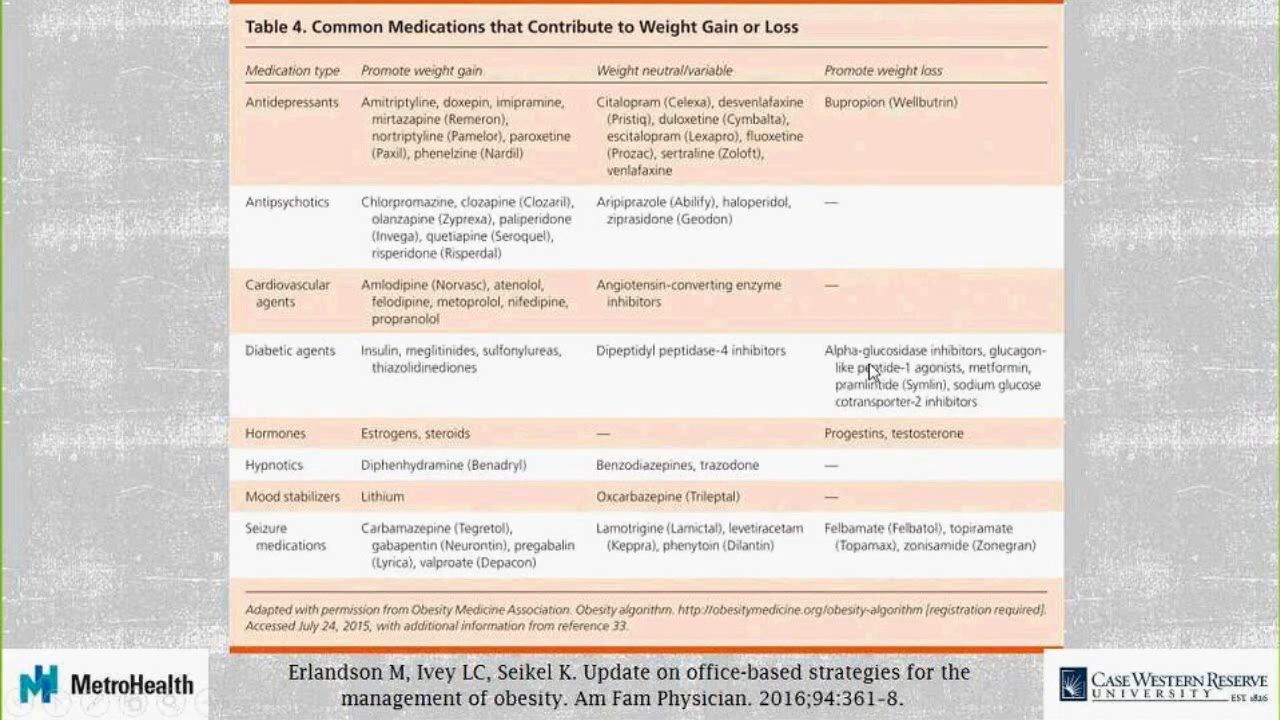 Table 4. Common Medications that Contribute to Weight Gain or Loss
Medication type Promote weight gain Weight neutral/variable Promote weight loss
Antidepressants
Amitriptyline, doxepin, imipramine,
mirtazapine (Remeron),
nortriptyline (Pamelor), paroxetine
(Paxil), phenelzine (Nardil)
Citalopram (Celexa), desvenlafaxine
(Pristiq), duloxetine (Cymbalta),
escitalopram (Lexapro), fluoxetine
(Prozac), sertraline (Zoloft),
venlafaxine
Bupropion (Wellbutrin)
Antipsychotics
Chlorpromazine, clozapine (Clozaril),
olanzapine (Zyprexa), paliperidone
(Invega), quetiapine (Seroquel),
risperidone (Risperdal)
Aripiprazole (Abilify), haloperidol,
ziprasidone (Geodon)
—
Cardiovascular
agents
Amlodipine (Norvasc), atenolol,
felodipine, metoprolol, nifedipine,
propranolol
Angiotensin-converting enzyme
inhibitors
—
Diabetic agents
Insulin, meglitinides, sulfonylureas,
thiazolidinediones
Dipeptidyl peptidase-4 inhibitors
Alpha-glucosidase inhibitors, glucagon-
like peptide-1 agonists, metformin,
pramlintide (Symlin), sodium glucose
cotransporter-2 inhibitors
Hormones
Estrogens, steroids
—
Progestins, testosterone
Hypnotics
Diphenhydramine (Benadryl)
Benzodiazepines, trazodone
—
Mood stabilizers
Lithium
Oxcarbazepine (Trileptal)
—
Seizure
medications
Carbamazepine (Tegretol),
gabapentin (Neurontin), pregabalin
(Lyrica), valproate (Depacon)
Lamotrigine (Lamictal), levetiracetam
(Keppra), phenytoin (Dilantin)
Felbamate (Felbatol), topiramate
(Topamax), zonisamide (Zonegran)
Adapted with permission from Obesity Medicine Association. Obesity algorithm. http://obesitymedicine.org/obesity-algorithm [registration required].
Accessed July 24, 2015, with additional information from reference 33.
Erlandson M, Ivey LC, Seikel K. Update on office-based strategies for the
management of obesity. Am Fam Physician. 2016;94:361-8.
MetroHealth
CASE WESTERN RESERVE
UNIVERSITY EST 1826